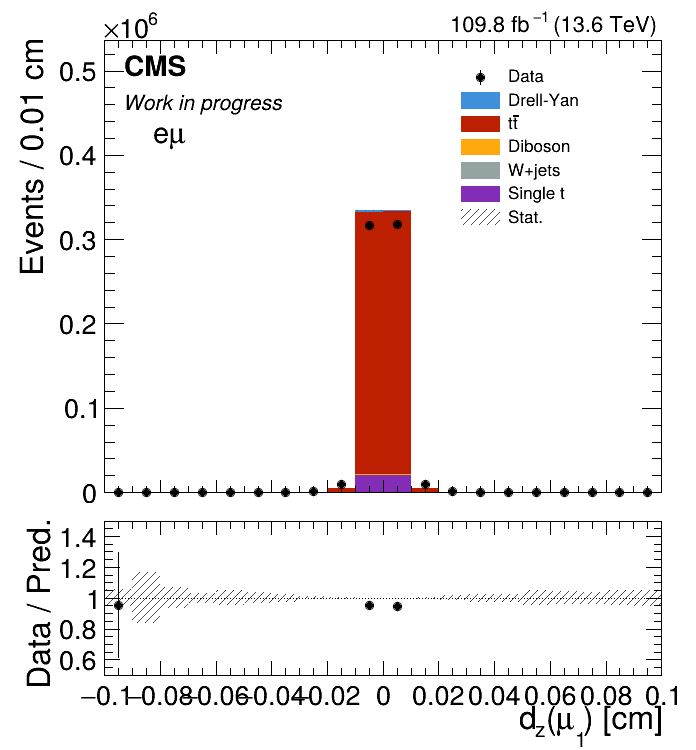 ×10⁶
109.8 fb⁻¹ (13.6 TeV)
CMS
Work in progress
eμ
Data
Drell-Yan
tt̅
Diboson
W+jets
Single t
Stat.
Events / 0.01 cm
0.5
0.4
0.3
0.2
0.1
0
Data / Pred.
1.4
1.2
1
0.8
0.6
−0.1 −0.08 −0.06 −0.04 −0.02 0 0.02 0.04 0.06 0.08 0.1
d_z(μ_1) [cm]